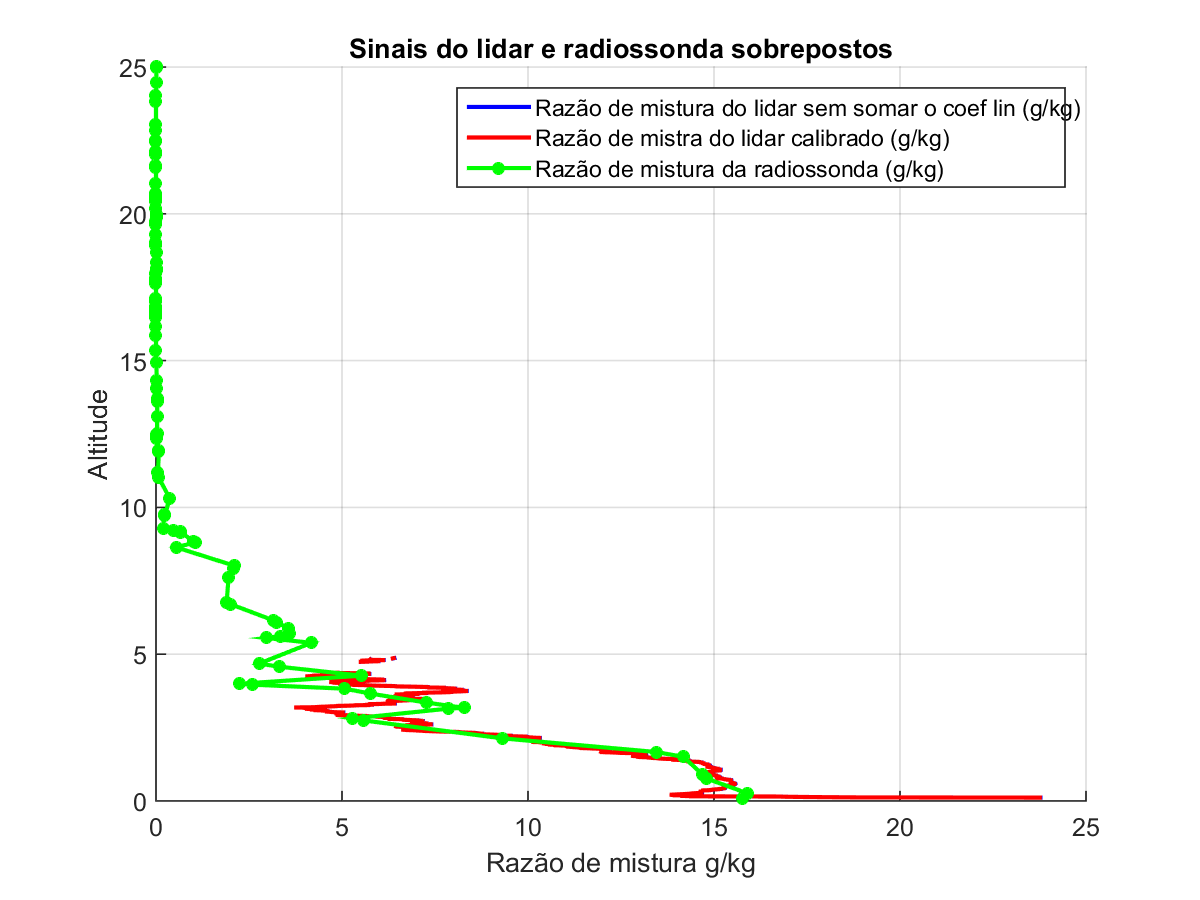 Sinais do lidar e radiossonda sobrepostos
Razão de mistura do lidar sem somar o coef lin (g/kg)
Razão de mistra do lidar calibrado (g/kg)
Razão de mistura da radiossonda (g/kg)
25
20
15
10
5
0
Altitude
0 5 10 15 20 25
Razão de mistura g/kg